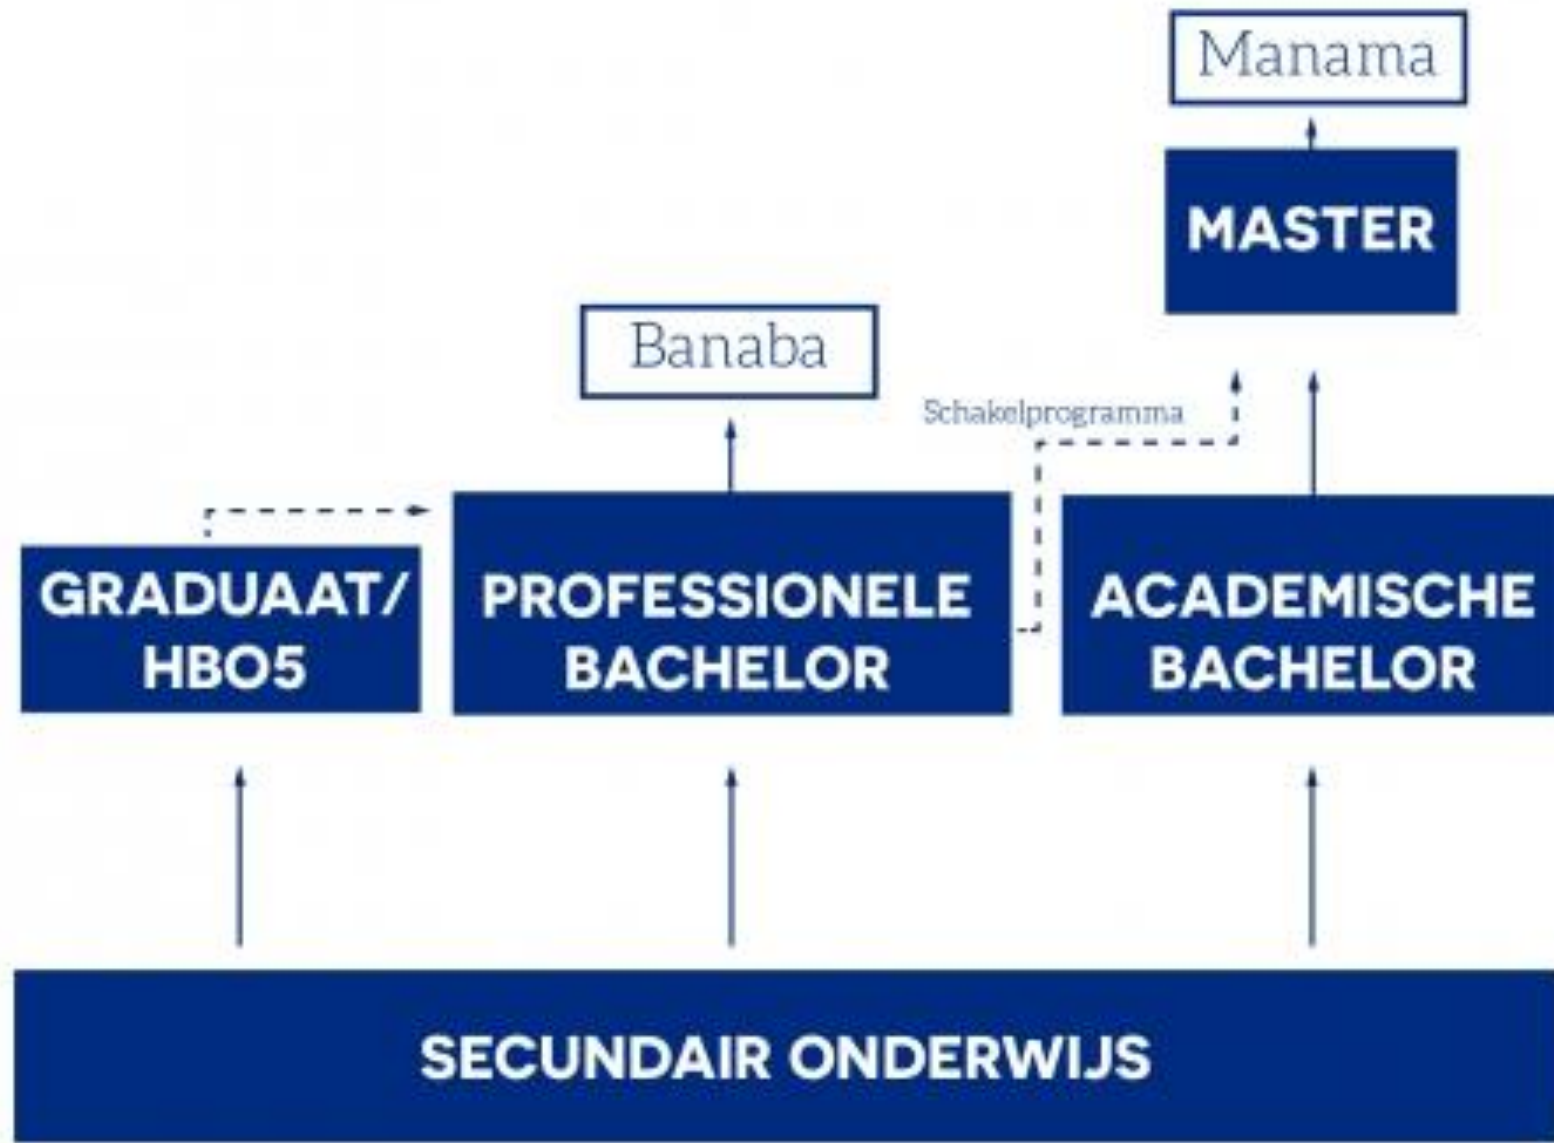 Manama
MASTER
Banaba
Schakelprogramma
GRADUAAT/
HBO5
PROFESSIONELE
BACHELOR
ACADEMISCHE
BACHELOR
SECUNDAIR ONDERWIJS